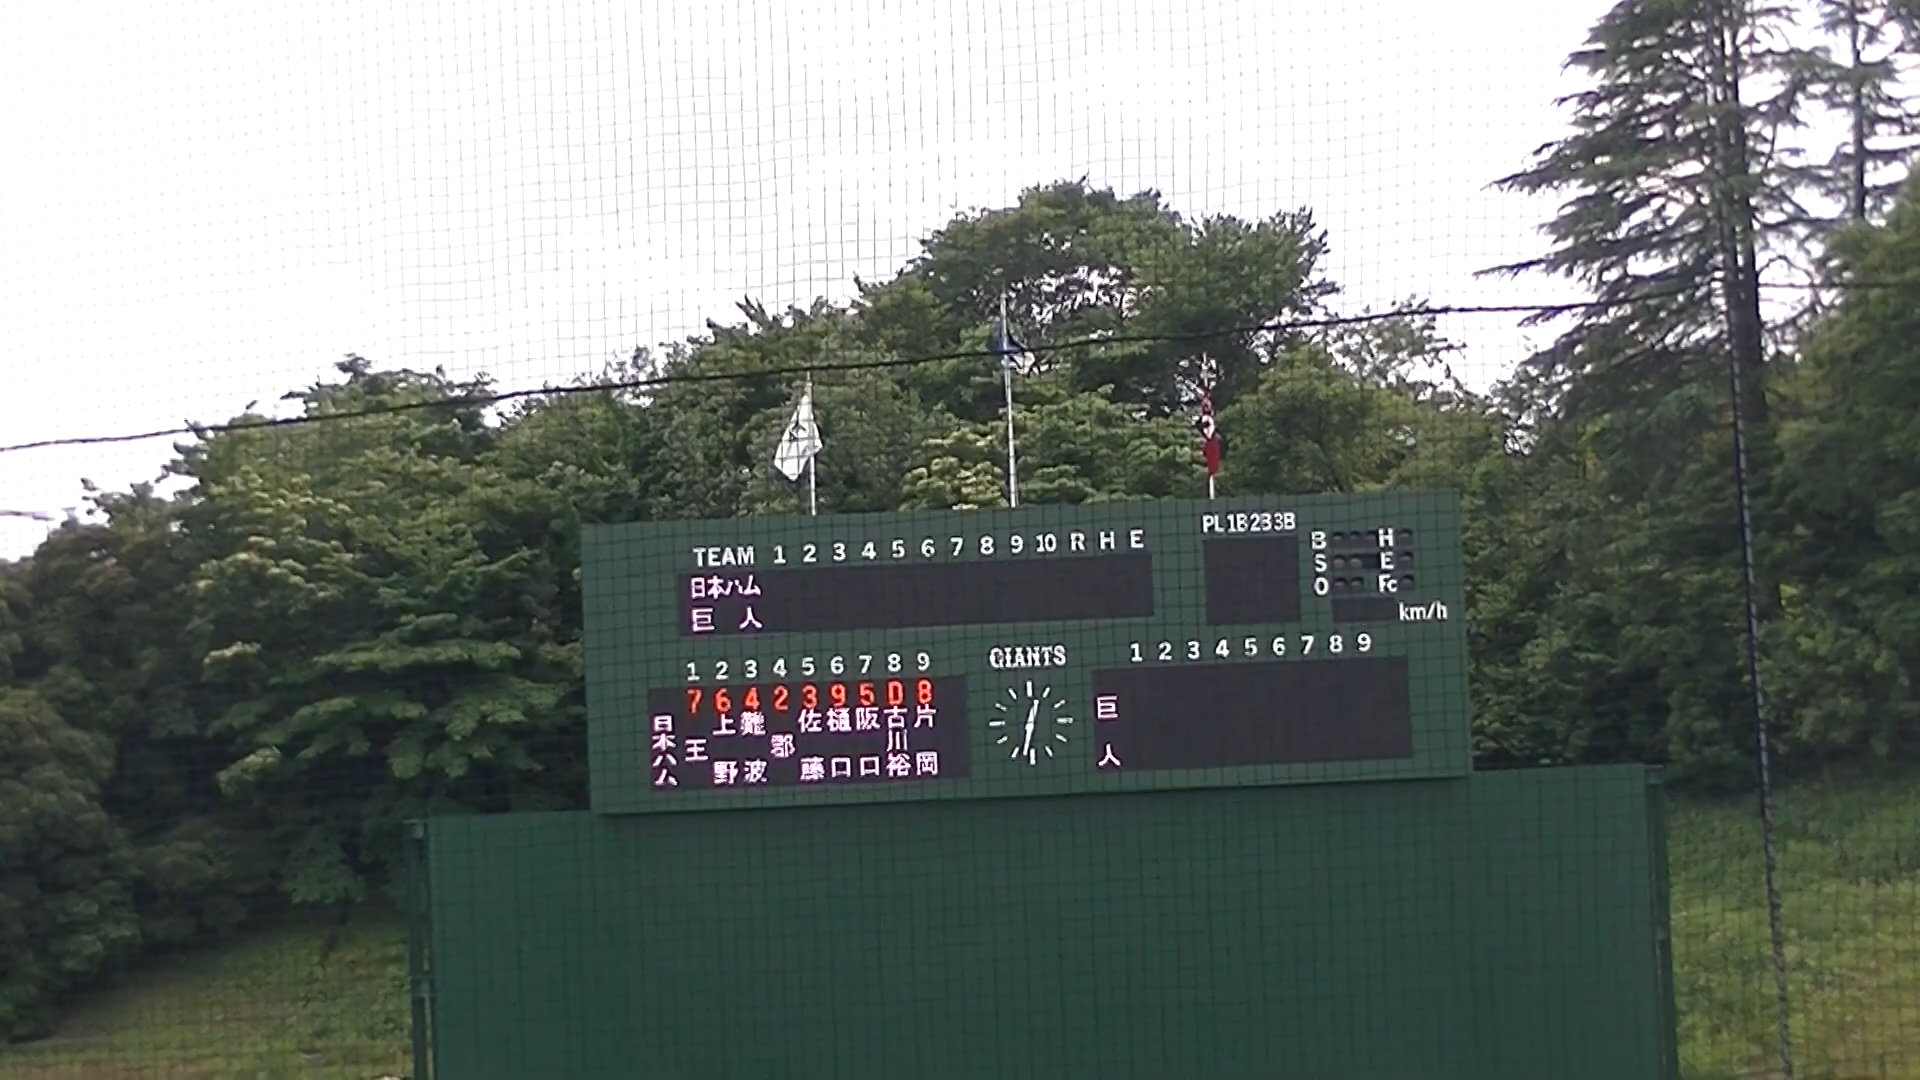 TEAM 1 2 3 4 5 6 7 8 9 10 R H E
PL 1B 2B 3B
B H
S E
O Fc
km/h
日本ハム
巨人
1 2 3 4 5 6 7 8 9
7 6 4 2 3 9 5 D 8
日本ハム 王 上野 難波 郡 佐藤 樋口 阪口 古川裕 片岡
GIANTS
1 2 3 4 5 6 7 8 9
巨人